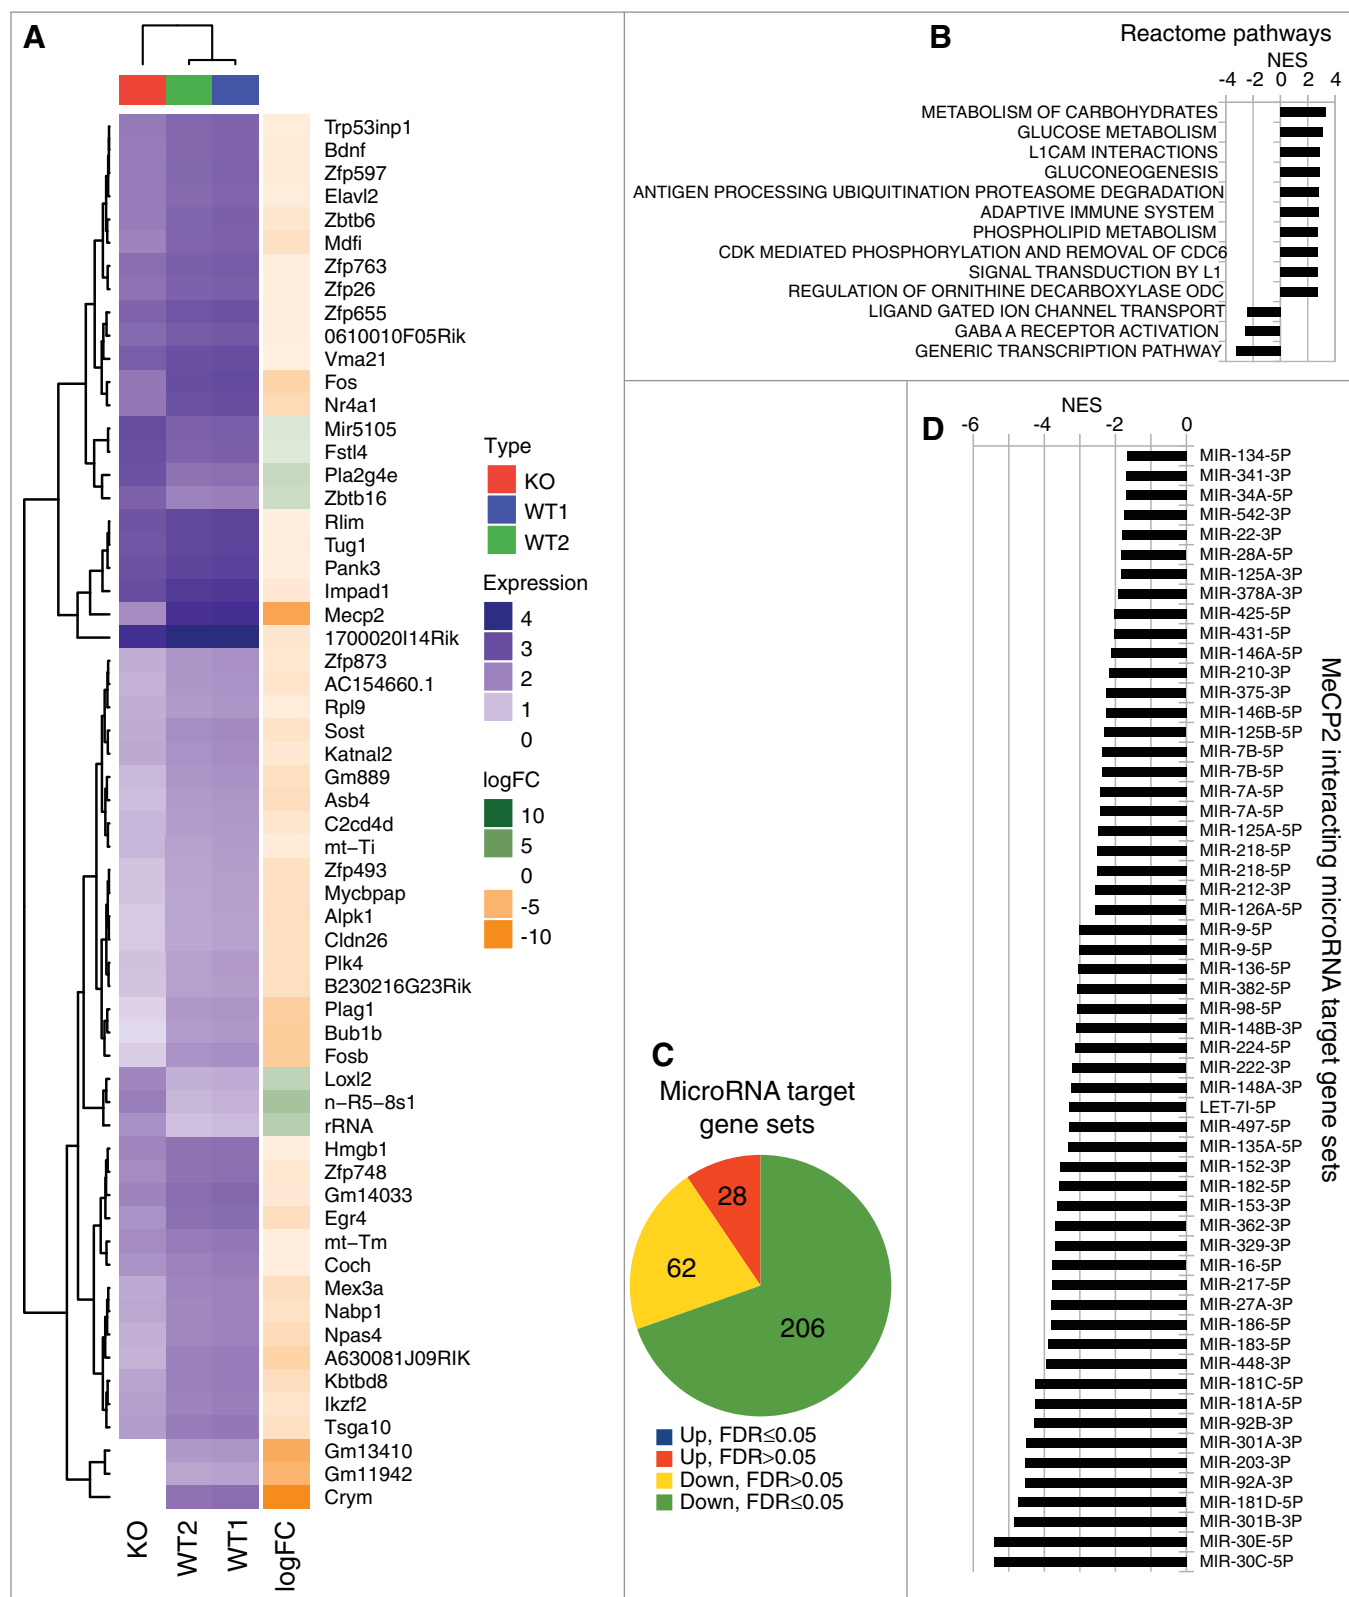 A
Trp53inp1
Bdnf
Zfp597
Elavl2
Zbtb6
Mdfi
Zfp763
Zfp26
Zfp655
0610010F05Rik
Vma21
Fos
Nr4a1
Mir5105
Fstl4
Pla2g4e
Zbtb16
Rlim
Tug1
Pank3
Impad1
Mecp2
1700020I14Rik
Zfp873
AC154660.1
Rpl9
Sost
Katnal2
Gm889
Asb4
C2cd4d
mt−Ti
Zfp493
Mycbpap
Alpk1
Cldn26
Plk4
B230216G23Rik
Plag1
Bub1b
Fosb
Loxl2
n−R5−8s1
rRNA
Hmgb1
Zfp748
Gm14033
Egr4
mt−Tm
Coch
Mex3a
Nabp1
Npas4
A630081J09RIK
Kbtbd8
Ikzf2
Tsga10
Gm13410
Gm11942
Crym
KO
WT2
WT1
logFC
Type
KO
WT1
WT2
Expression
4
3
2
1
0
logFC
10
5
0
-5
-10
B
Reactome pathways
NES
-4 -2 0 2 4
METABOLISM OF CARBOHYDRATES
GLUCOSE METABOLISM
L1CAM INTERACTIONS
GLUCONEOGENESIS
ANTIGEN PROCESSING UBIQUITINATION PROTEASOME DEGRADATION
ADAPTIVE IMMUNE SYSTEM
PHOSPHOLIPID METABOLISM
CDK MEDIATED PHOSPHORYLATION AND REMOVAL OF CDC6
SIGNAL TRANSDUCTION BY L1
REGULATION OF ORNITHINE DECARBOXYLASE ODC
LIGAND GATED ION CHANNEL TRANSPORT
GABA A RECEPTOR ACTIVATION
GENERIC TRANSCRIPTION PATHWAY
C
MicroRNA target
gene sets
28
62
206
Up, FDR≤0.05
Up, FDR>0.05
Down, FDR>0.05
Down, FDR≤0.05
D
NES
-6 -4 -2 0
MIR-134-5P
MIR-341-3P
MIR-34A-5P
MIR-542-3P
MIR-22-3P
MIR-28A-5P
MIR-125A-3P
MIR-378A-3P
MIR-425-5P
MIR-431-5P
MIR-146A-5P
MIR-210-3P
MIR-375-3P
MIR-146B-5P
MIR-125B-5P
MIR-7B-5P
MIR-7B-5P
MIR-7A-5P
MIR-7A-5P
MIR-125A-5P
MIR-218-5P
MIR-218-5P
MIR-212-3P
MIR-126A-5P
MIR-9-5P
MIR-9-5P
MIR-136-5P
MIR-382-5P
MIR-98-5P
MIR-148B-3P
MIR-224-5P
MIR-222-3P
MIR-148A-3P
LET-7I-5P
MIR-497-5P
MIR-135A-5P
MIR-152-3P
MIR-182-5P
MIR-153-3P
MIR-362-3P
MIR-329-3P
MIR-16-5P
MIR-217-5P
MIR-27A-3P
MIR-186-5P
MIR-183-5P
MIR-448-3P
MIR-181C-5P
MIR-181A-5P
MIR-92B-3P
MIR-301A-3P
MIR-203-3P
MIR-92A-3P
MIR-181D-5P
MIR-301B-3P
MIR-30E-5P
MIR-30C-5P
MeCP2 interacting microRNA target gene sets